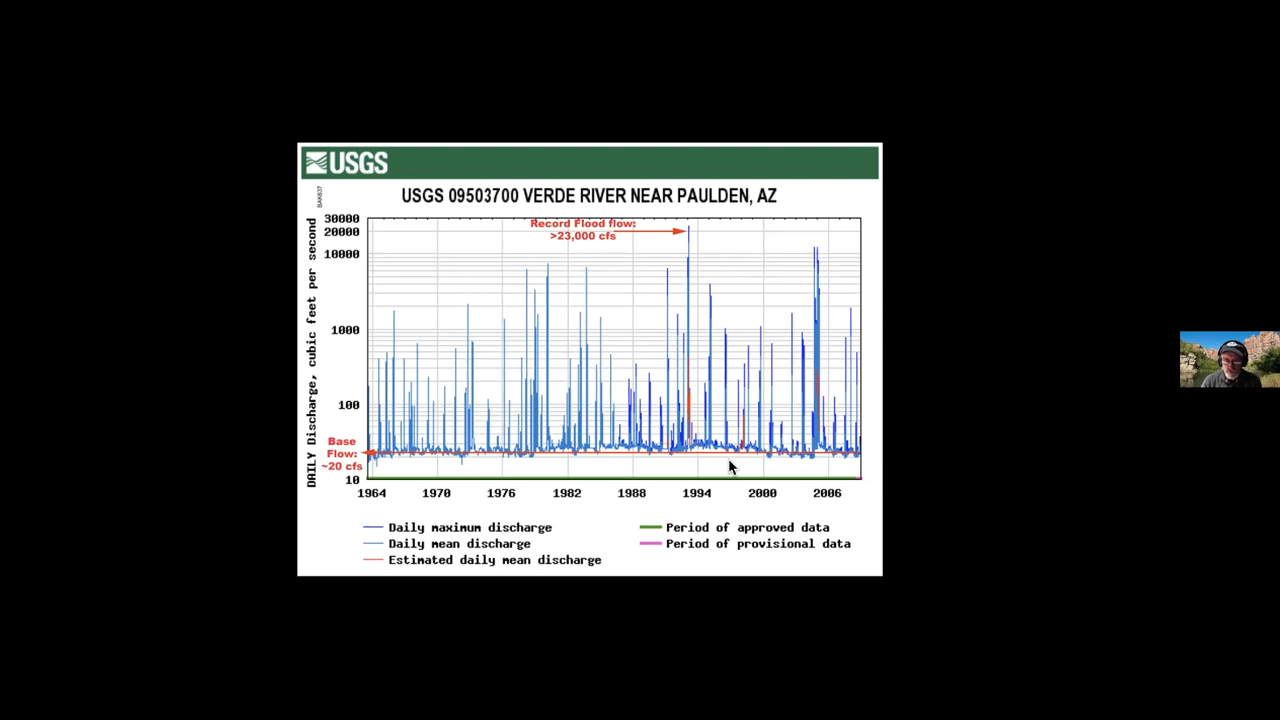 USGS
BAK637
USGS 09503700 VERDE RIVER NEAR PAULDEN, AZ
DAILY Discharge, cubic feet per second
30000
20000
10000
1000
100
10
Record Flood flow:
>23,000 cfs
Base
Flow:
~20 cfs
1964 1970 1976 1982 1988 1994 2000 2006
Daily maximum discharge
Daily mean discharge
Estimated daily mean discharge
Period of approved data
Period of provisional data